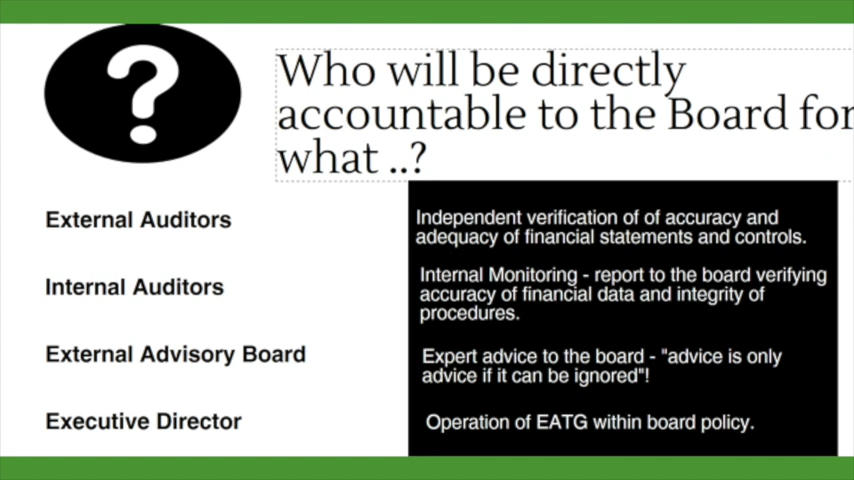 ?
Who will be directly
accountable to the Board for
what ..?
External Auditors
Independent verification of of accuracy and
adequacy of financial statements and controls.
Internal Auditors
Internal Monitoring - report to the board verifying
accuracy of financial data and integrity of
procedures.
External Advisory Board
Expert advice to the board - "advice is only
advice if it can be ignored"!
Executive Director
Operation of EATG within board policy.